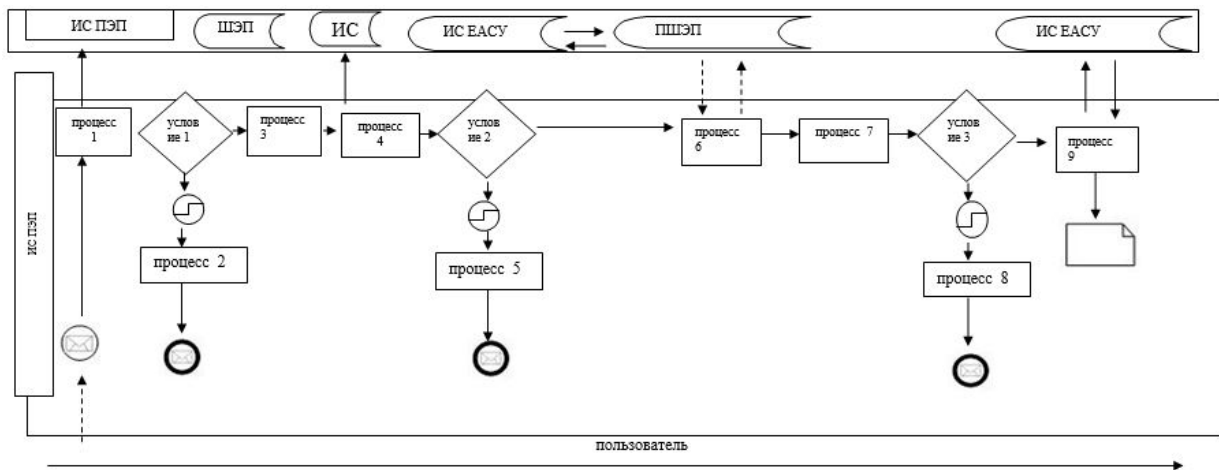 ИС ПЭП
ШЭП
ИС
ИС ЕАСУ
ПШЭП
ИС ЕАСУ
ИС ПЭП
процесс
1
услов
ие 1
процесс
3
процесс
4
услов
ие 2
процесс
6
процесс 7
услов
ие 3
процесс
9
процесс 2
процесс 5
процесс 8
пользователь